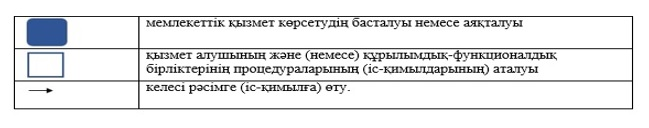 мемлекеттік қызмет көрсетудің басталуы немесе аяқталуы
қызмет алушының және (немесе) құрылымдық-функционалдық
бірліктерінің процедураларының (іс-қимылдарының) аталуы
келесі рәсімге (іс-қимылға) өту.